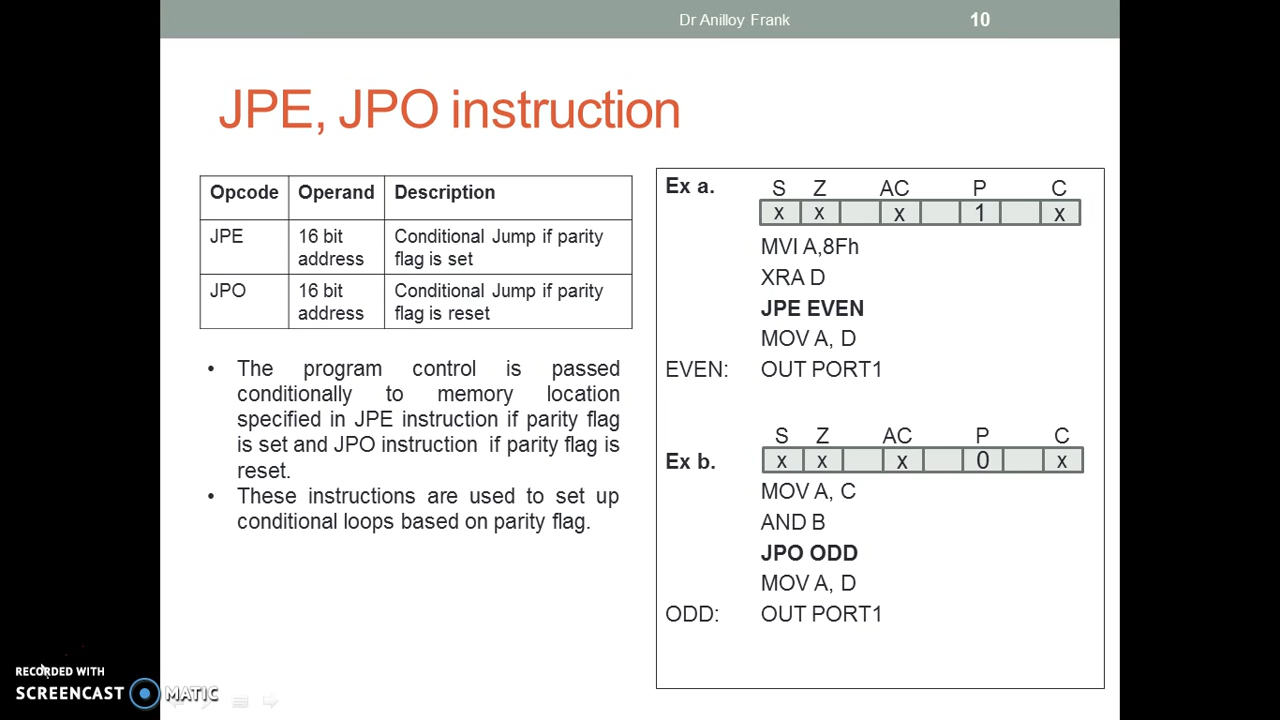 Dr Anilloy Frank 10
JPE, JPO instruction
Opcode Operand Description
JPE 16 bit address Conditional Jump if parity flag is set
JPO 16 bit address Conditional Jump if parity flag is reset
• The program control is passed
conditionally to memory location
specified in JPE instruction if parity flag
is set and JPO instruction if parity flag is
reset.
• These instructions are used to set up
conditional loops based on parity flag.
Ex a. S Z AC P C
x x x 1 x
MVI A,8Fh
XRA D
JPE EVEN
MOV A, D
EVEN: OUT PORT1
S Z AC P C
Ex b. x x x 0 x
MOV A, C
AND B
JPO ODD
MOV A, D
ODD: OUT PORT1
RECORDED WITH
SCREENCAST MATIC